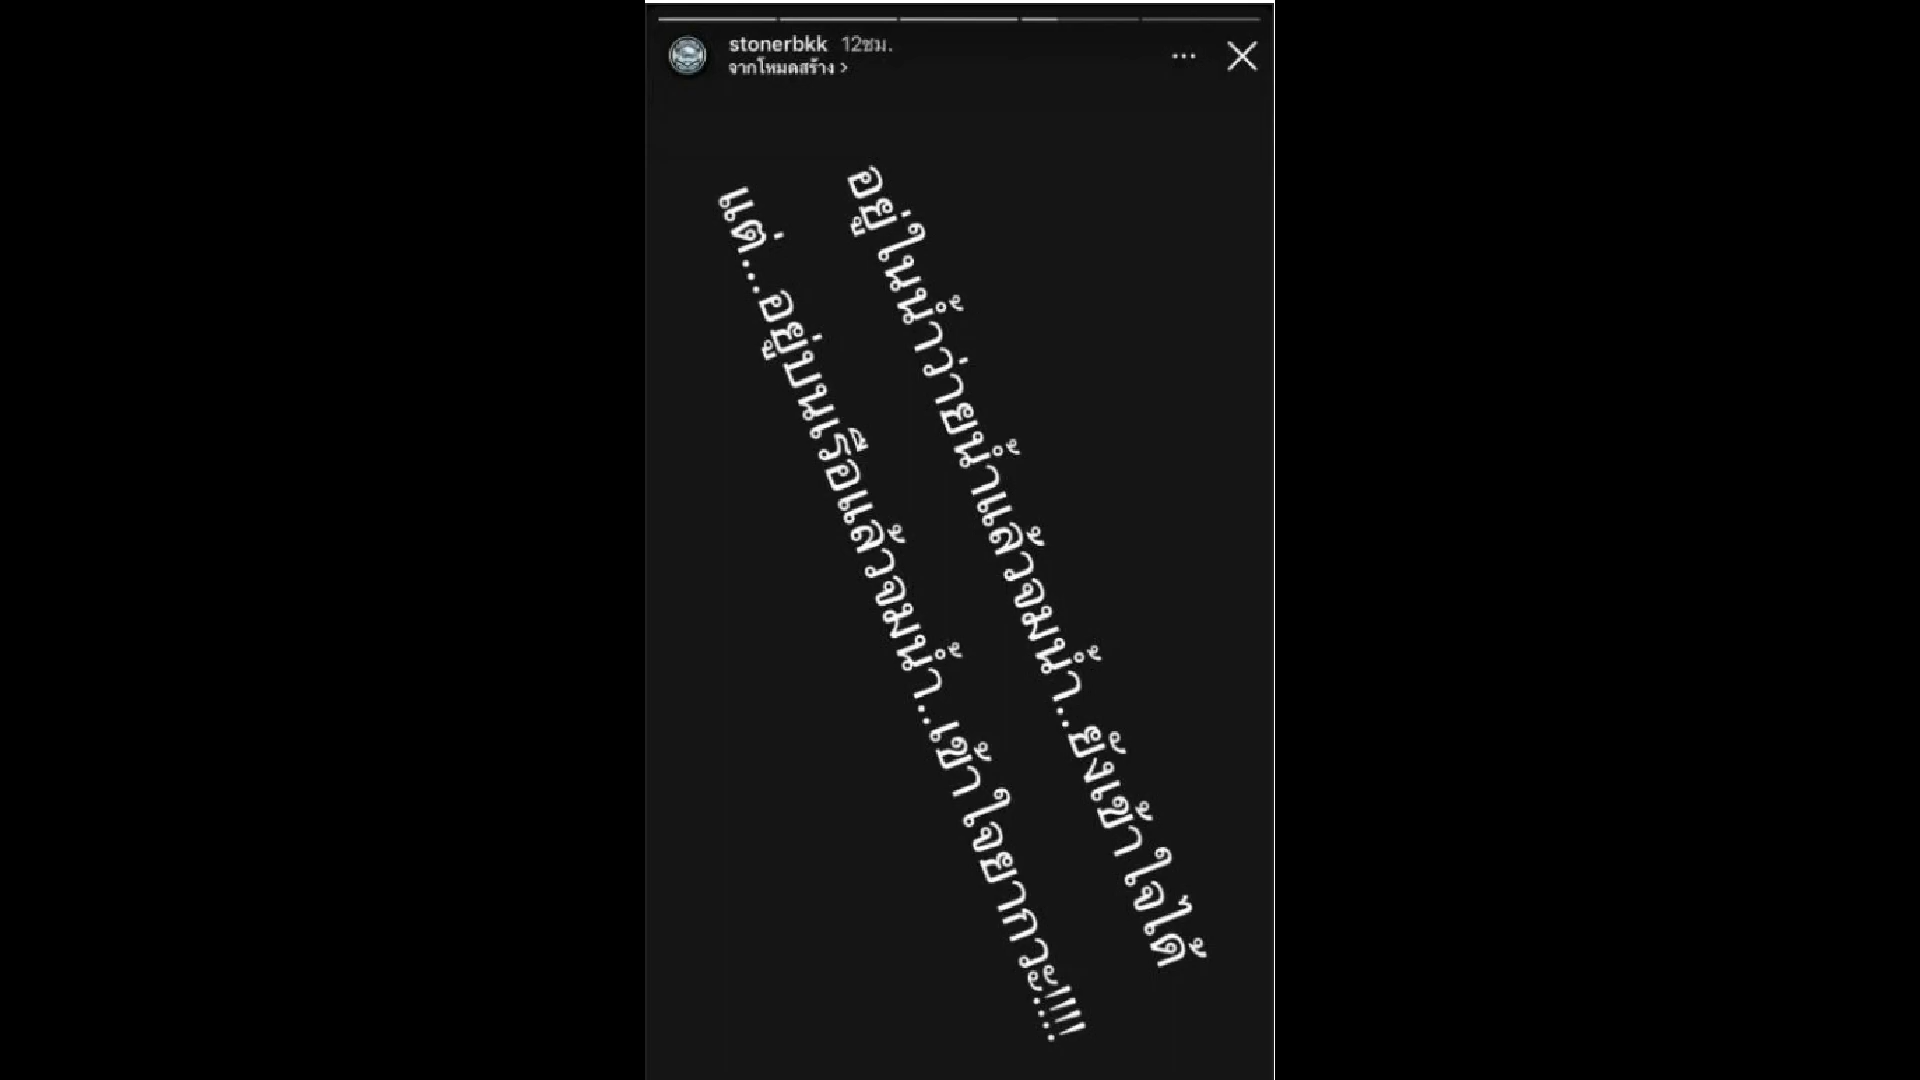 stonerbkk 12ชม.
จากโหมดสร้าง >
อยู่ในน้ำว่ายน้ำแล้วจมน้ำ..ยังเข้าใจได้
แต่...อยู่บนเรือแล้วจมน้ำ..เข้าใจยากวะ!!!!